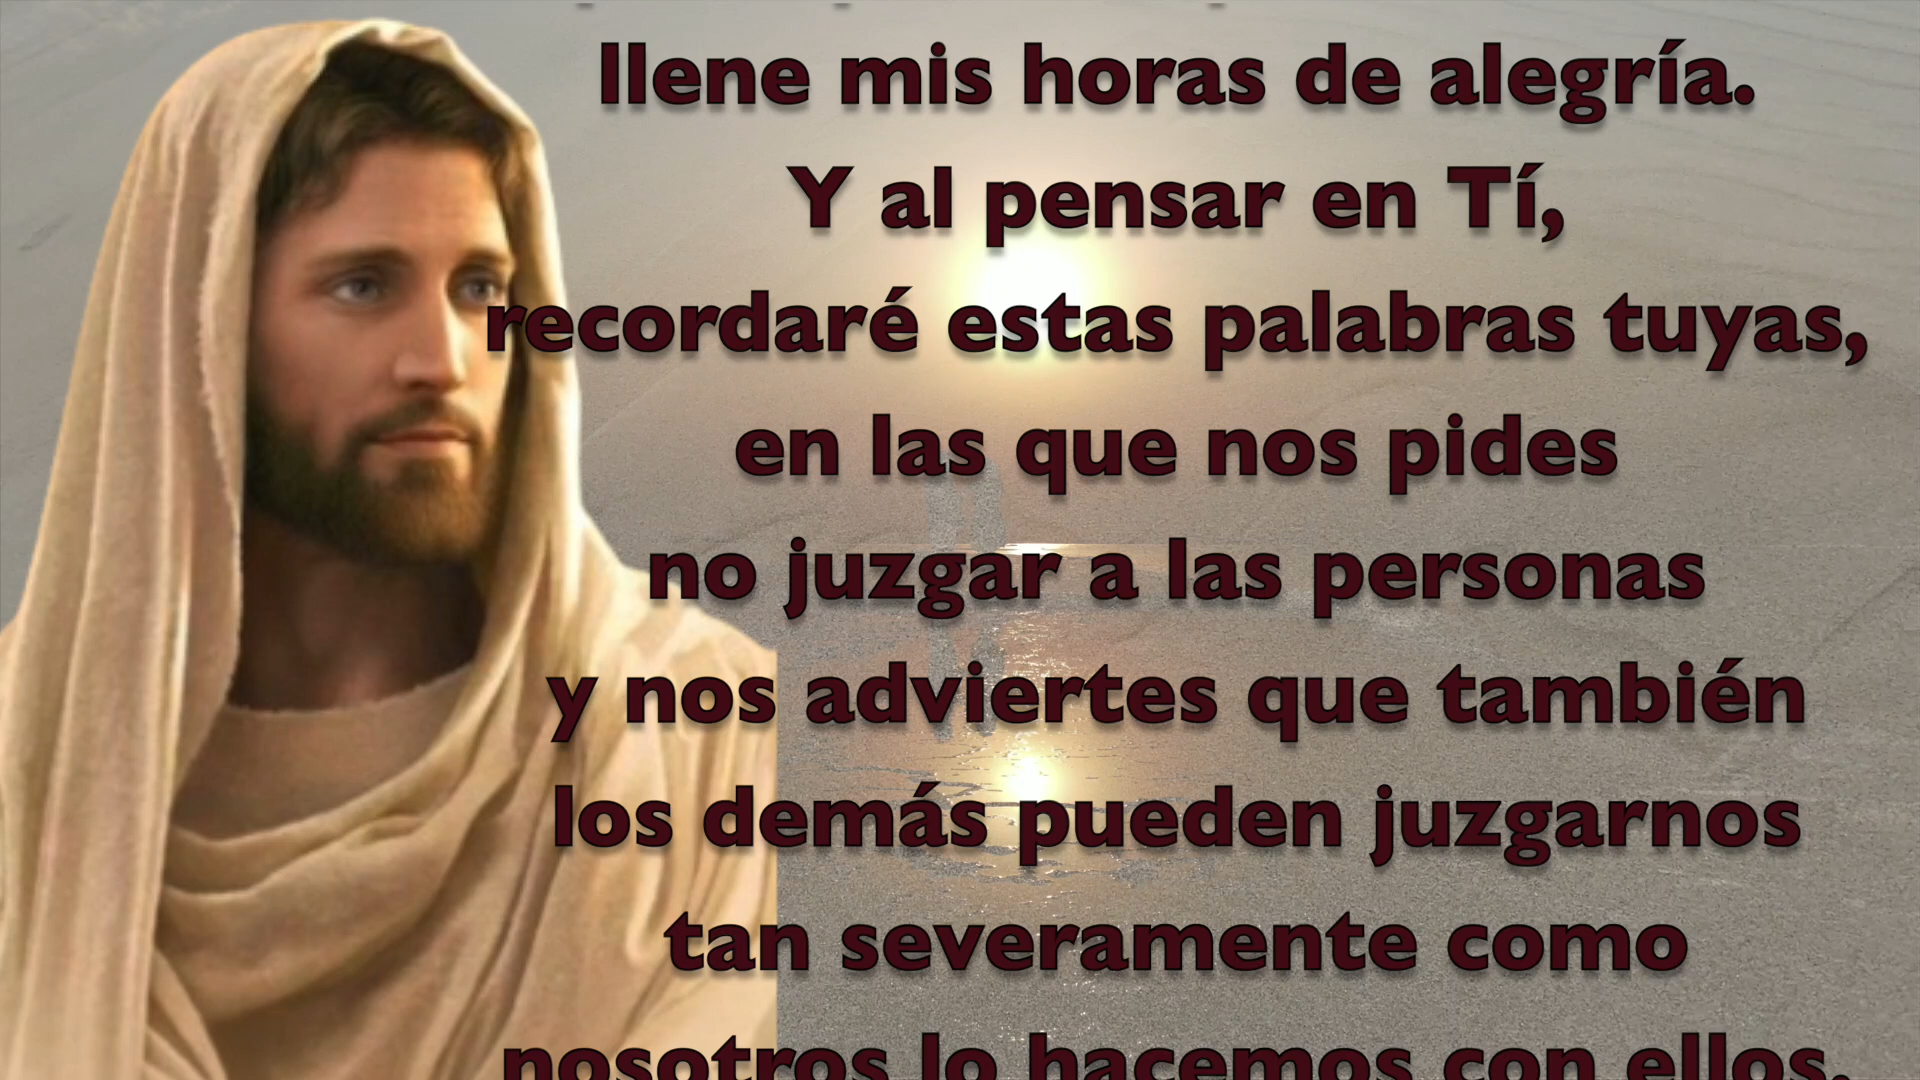 llene mis horas de alegría.
Y al pensar en Tí,
recordaré estas palabras tuyas,
en las que nos pides
no juzgar a las personas
y nos adviertes que también
los demás pueden juzgarnos
tan severamente como
nosotros lo hacemos con ellos.